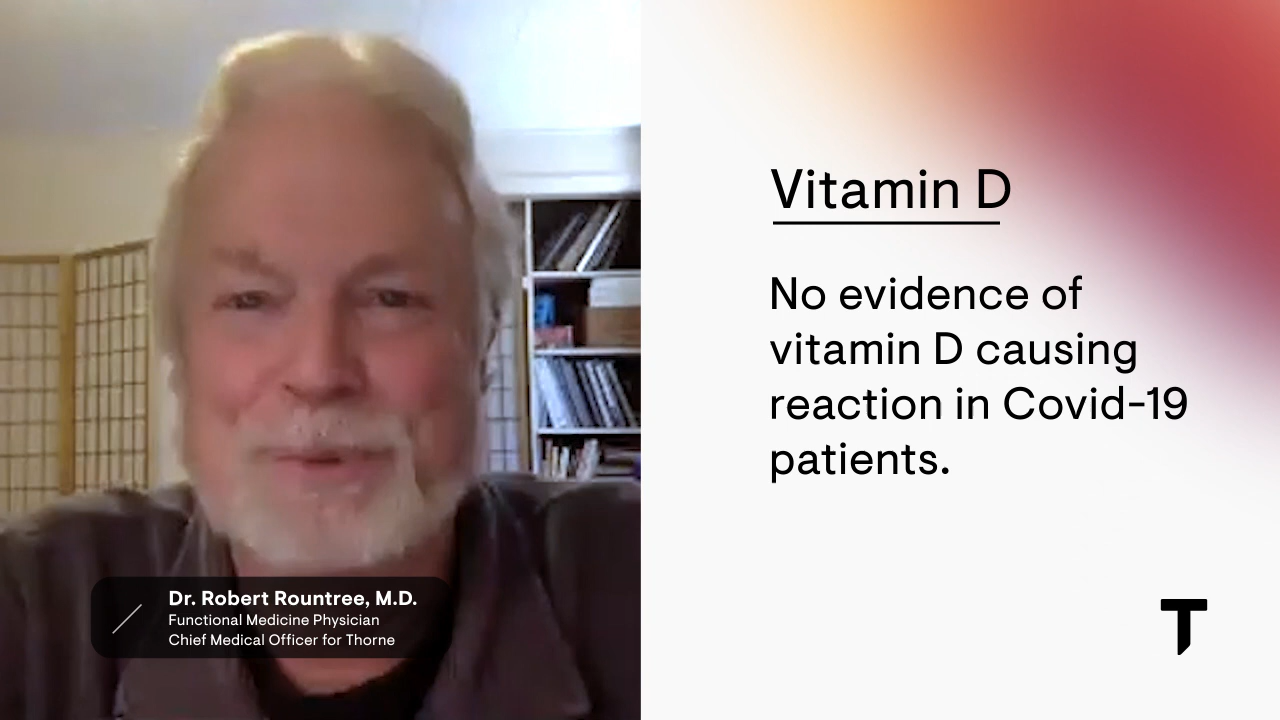 Vitamin D
No evidence of
vitamin D causing
reaction in Covid-19
patients.
Dr. Robert Rountree, M.D.
Functional Medicine Physician
Chief Medical Officer for Thorne
T